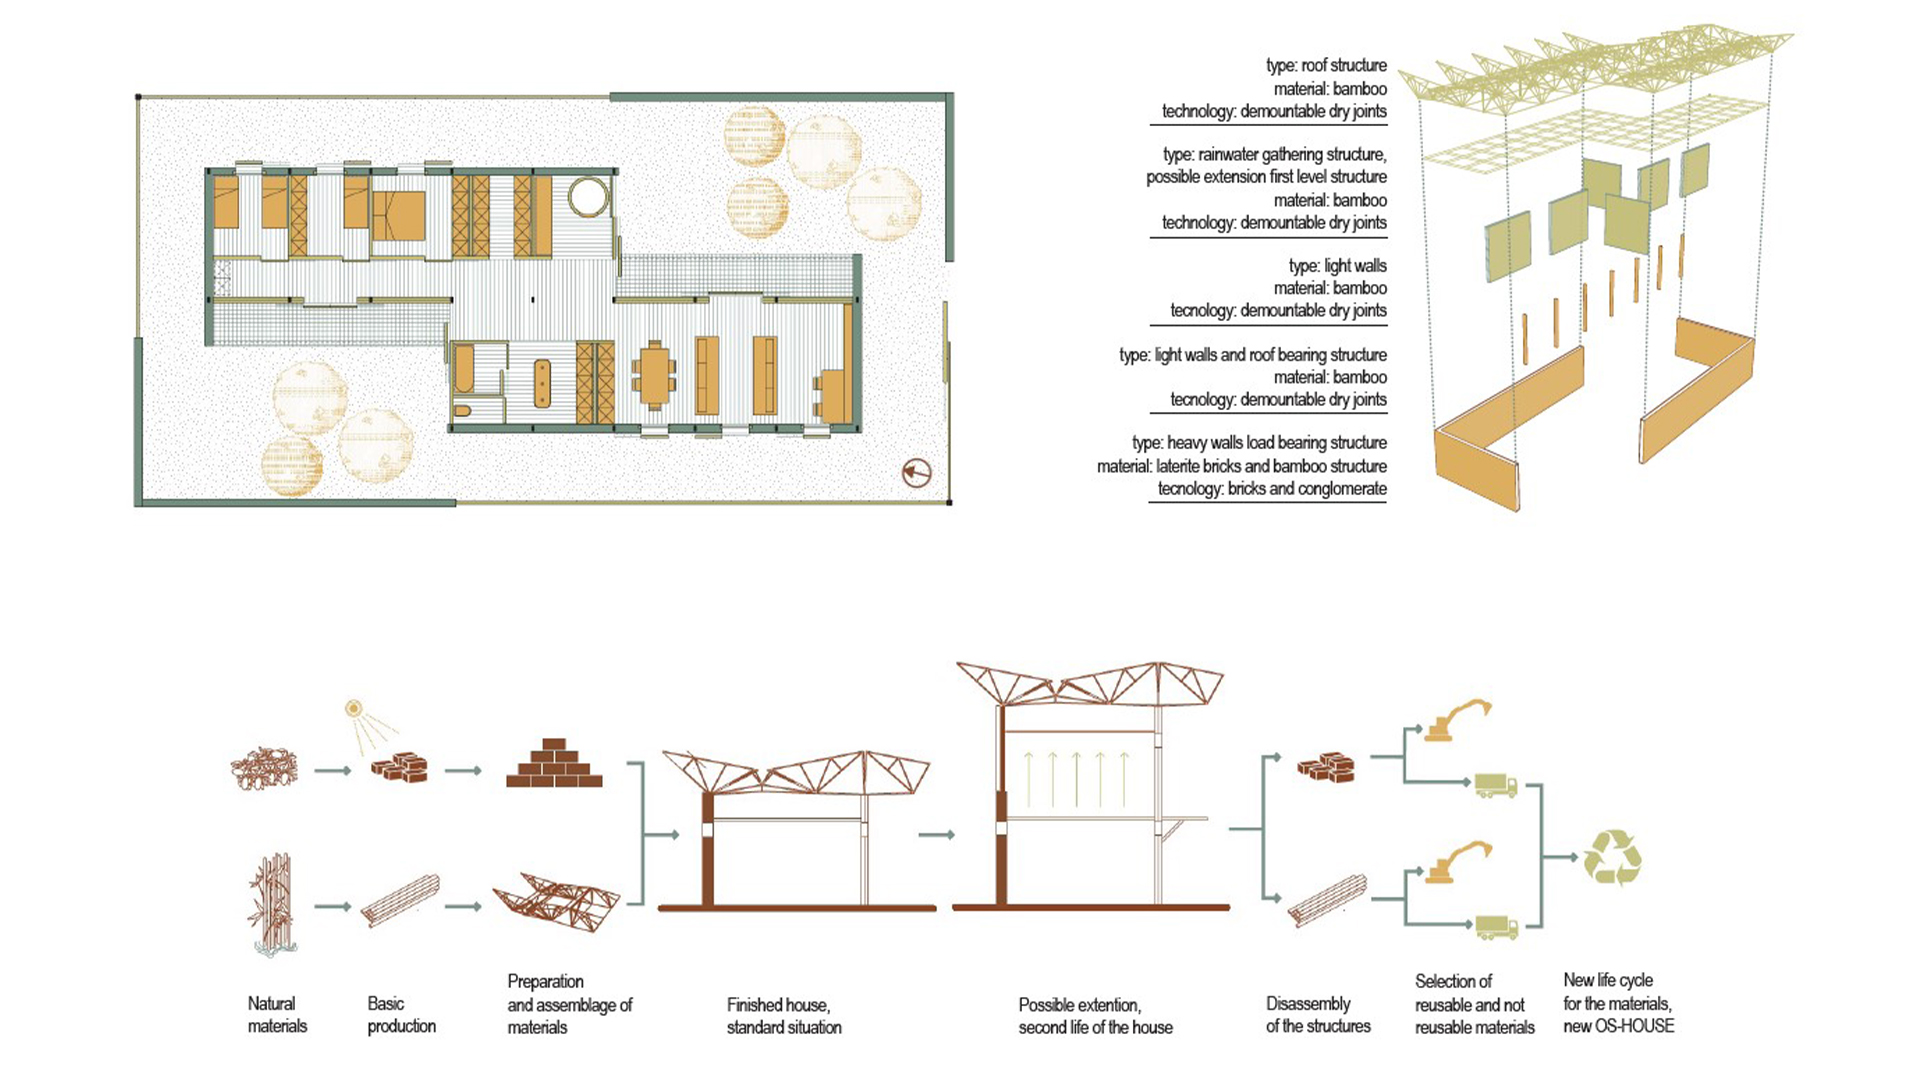 type: roof structure
material: bamboo
technology: demountable dry joints
type: rainwater gathering structure,
possible extension first level structure
material: bamboo
technology: demountable dry joints
type: light walls
material: bamboo
tecnology: demountable dry joints
type: light walls and roof bearing structure
material: bamboo
tecnology: demountable dry joints
type: heavy walls load bearing structure
material: laterite bricks and bamboo structure
tecnology: bricks and conglomerate
Natural
materials
Basic
production
Preparation
and assemblage of
materials
Finished house,
standard situation
Possible extention,
second life of the house
Disassembly
of the structures
Selection of
reusable and not
reusable materials
New life cycle
for the materials,
new OS-HOUSE